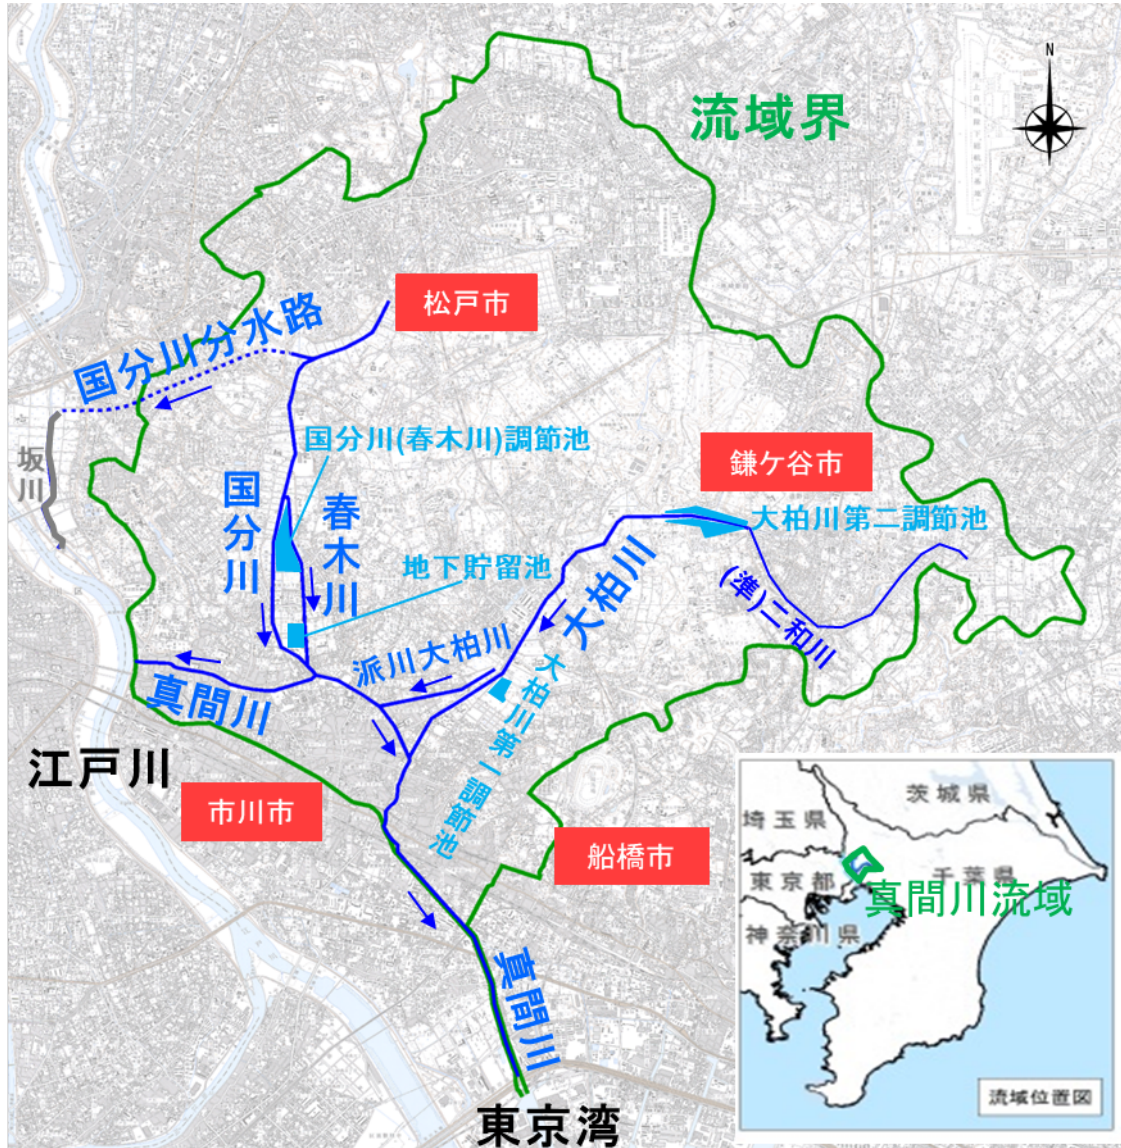 N
流域界
松戸市
国分川分水路
坂川
国分川(春木川)調節池
国分川
春木川
鎌ケ谷市
大柏川第二調節池
地下貯留池
大柏川
(準)二和川
派川大柏川
大柏川第一調節池
真間川
江戸川
市川市
船橋市
真間川
東京湾
茨城県
埼玉県
東京都
千葉県
真間川流域
神奈川県
流域位置図